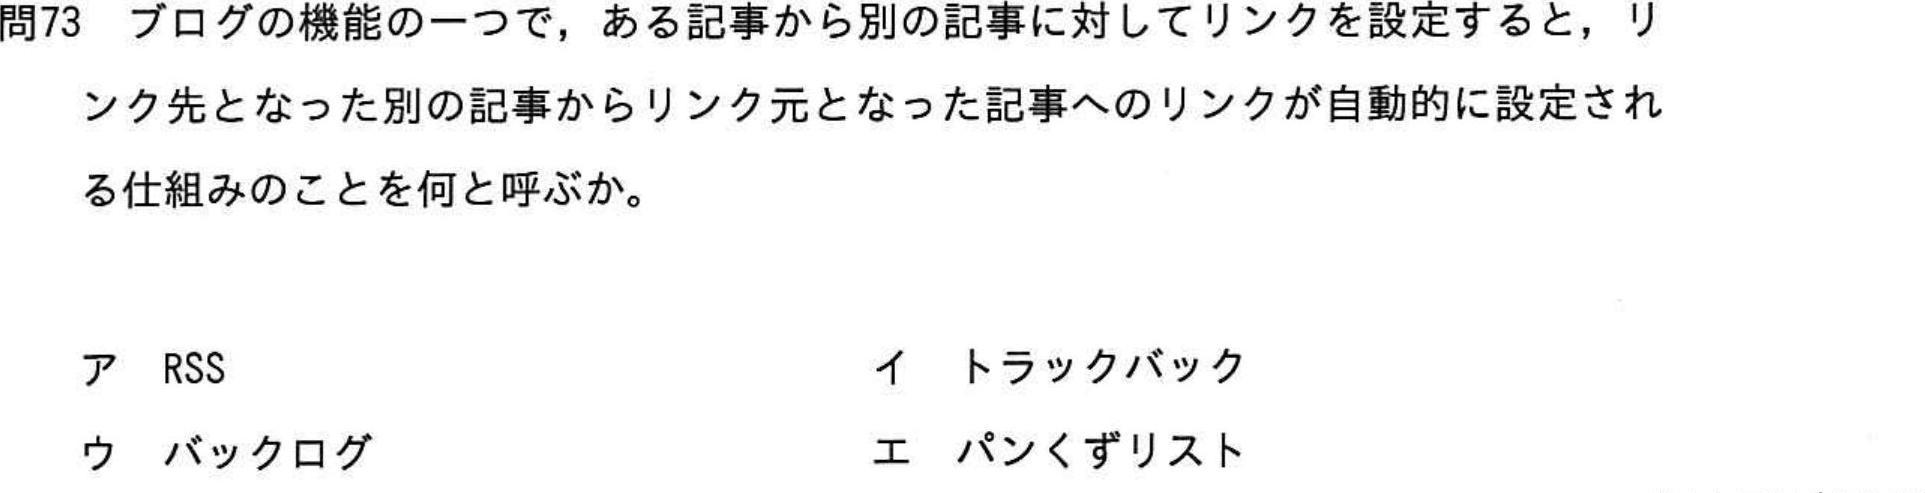 問73　ブログの機能の一つで，ある記事から別の記事に対してリンクを設定すると，リ
ンク先となった別の記事からリンク元となった記事へのリンクが自動的に設定され
る仕組みのことを何と呼ぶか。
ア　RSS　　イ　トラックバック
ウ　バックログ　　エ　パンくずリスト